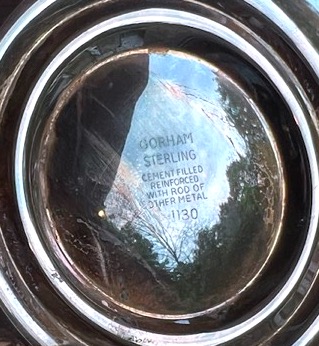 GORHAM
STERLING
CEMENT FILLED
REINFORCED
WITH ROD OF
OTHER METAL
1130